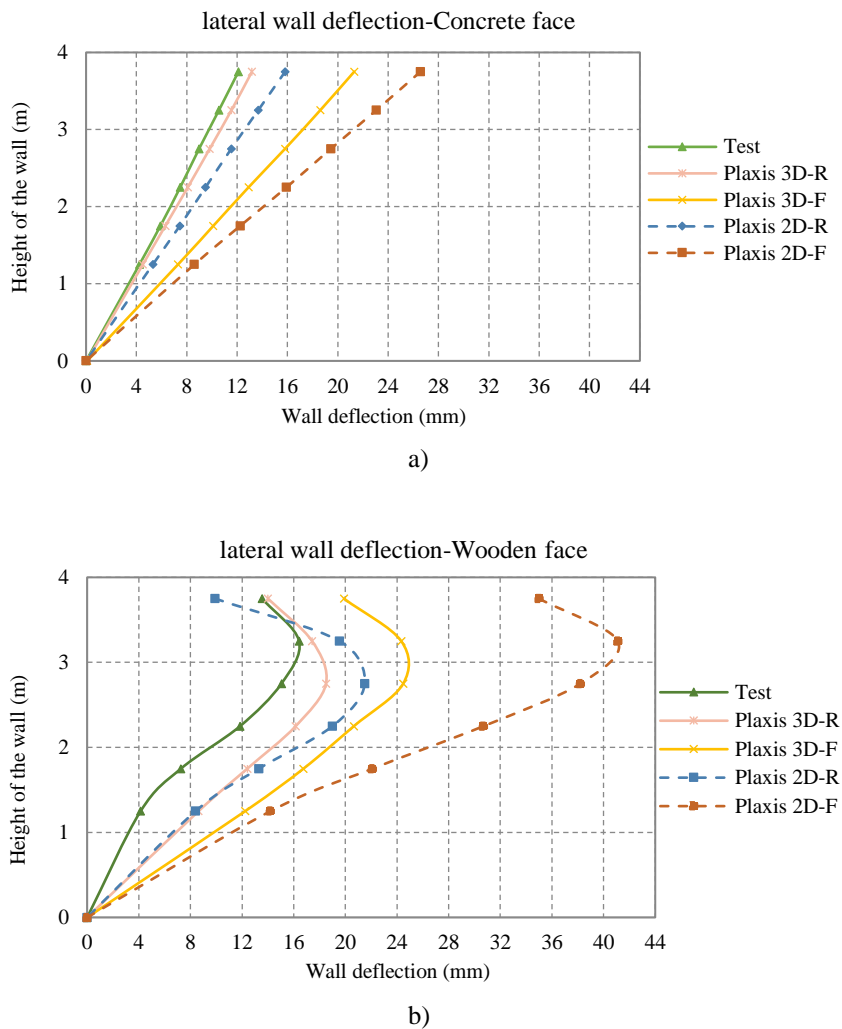 lateral wall deflection-Concrete face
4
3
2
1
0
Height of the wall (m)
0 4 8 12 16 20 24 28 32 36 40 44
Wall deflection (mm)
Test
Plaxis 3D-R
Plaxis 3D-F
Plaxis 2D-R
Plaxis 2D-F
a)
lateral wall deflection-Wooden face
4
3
2
1
0
Height of the wall (m)
0 4 8 12 16 20 24 28 32 36 40 44
Wall deflection (mm)
Test
Plaxis 3D-R
Plaxis 3D-F
Plaxis 2D-R
Plaxis 2D-F
b)